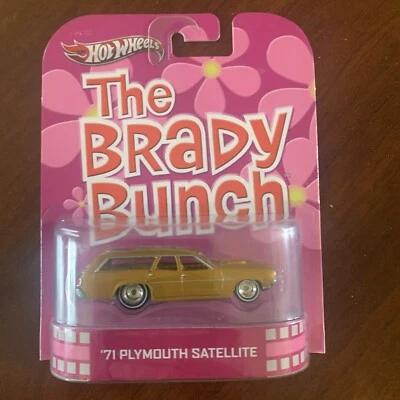 HOT WHEELS
The
BRADY
BUNCH
'71 PLYMOUTH SATELLITE